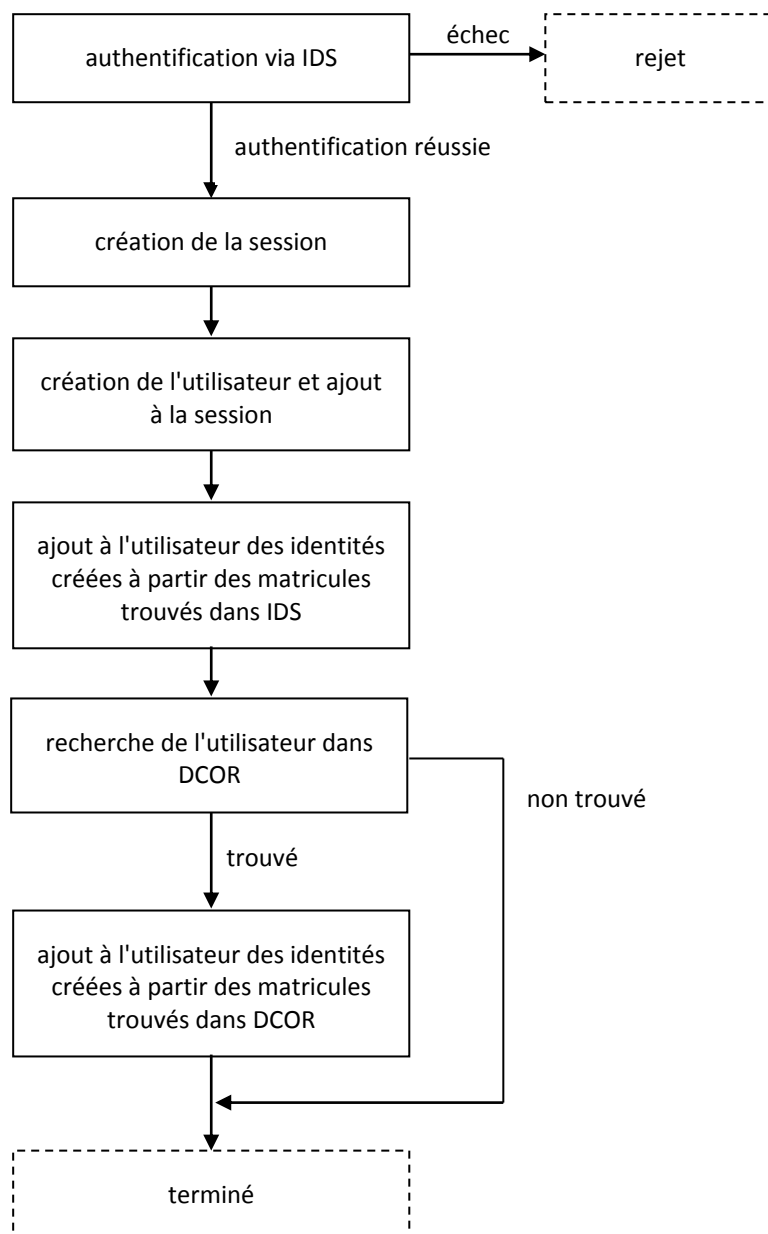 authentification via IDS
échec
rejet
authentification réussie
création de la session
création de l'utilisateur et ajout
à la session
ajout à l'utilisateur des identités
créées à partir des matricules
trouvés dans IDS
recherche de l'utilisateur dans
DCOR
non trouvé
trouvé
ajout à l'utilisateur des identités
créées à partir des matricules
trouvés dans DCOR
terminé